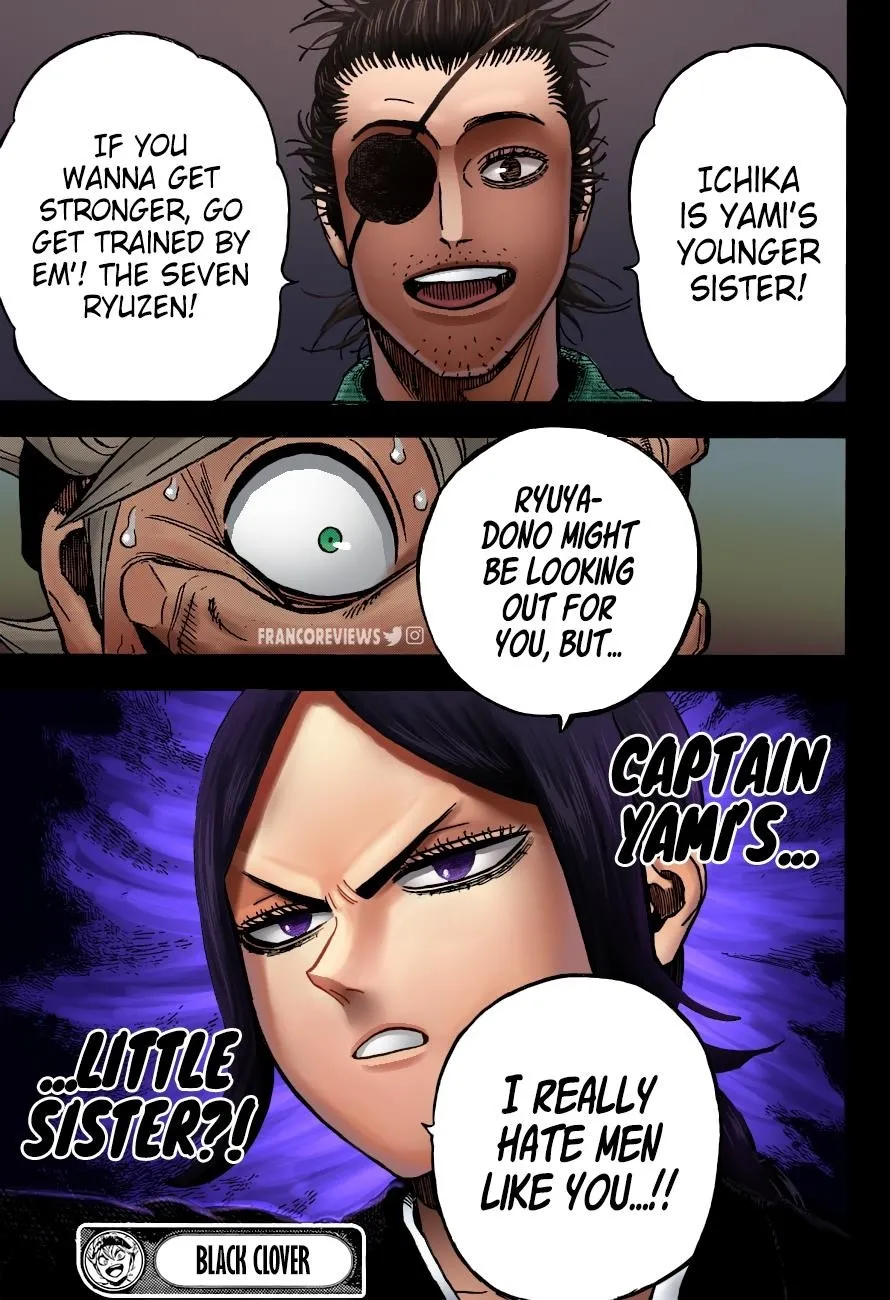 ICHIKA
IS YAMI'S
YOUNGER
SISTER!
IF YOU
WANNA GET
STRONGER, GO
GET TRAINED BY
EM'! THE SEVEN
RYUZEN!
RYUYA-
DONO MIGHT
BE LOOKING
OUT FOR
YOU, BUT...
FRANCOREVIEWS
CAPTAIN
YAMI'S...
...LITTLE
SISTER?!
I REALLY
HATE MEN
LIKE YOU...!!
BLACK CLOVER